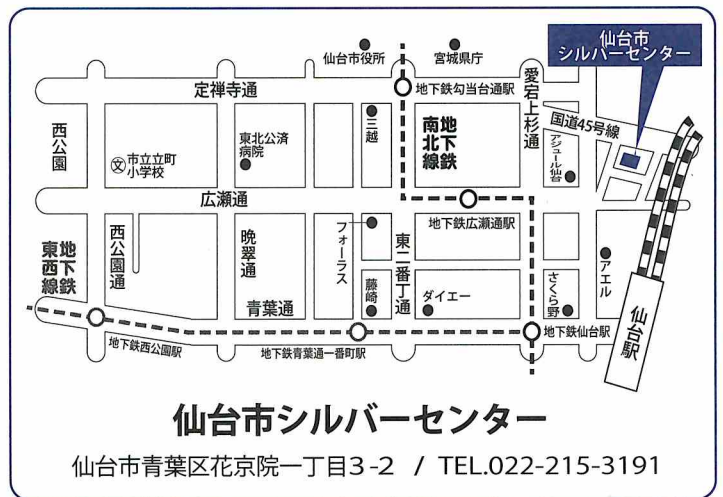 仙台市
シルバーセンター
仙台市役所
宮城県庁
定禅寺通
地下鉄勾当台通駅
愛宕上杉通
国道45号線
西公園
三越
地下鉄
南北線
東北公済
病院
文 市立立町
小学校
アジュール仙台
広瀬通
地下鉄広瀬通駅
フォーラス
東二番丁通
晩翠通
西公園通
地下鉄
東西線
アエル
藤崎
ダイエー
さくら野
青葉通
仙台駅
地下鉄西公園駅
地下鉄青葉通一番町駅
地下鉄仙台駅
仙台市シルバーセンター
仙台市青葉区花京院一丁目3-2 / TEL.022-215-3191